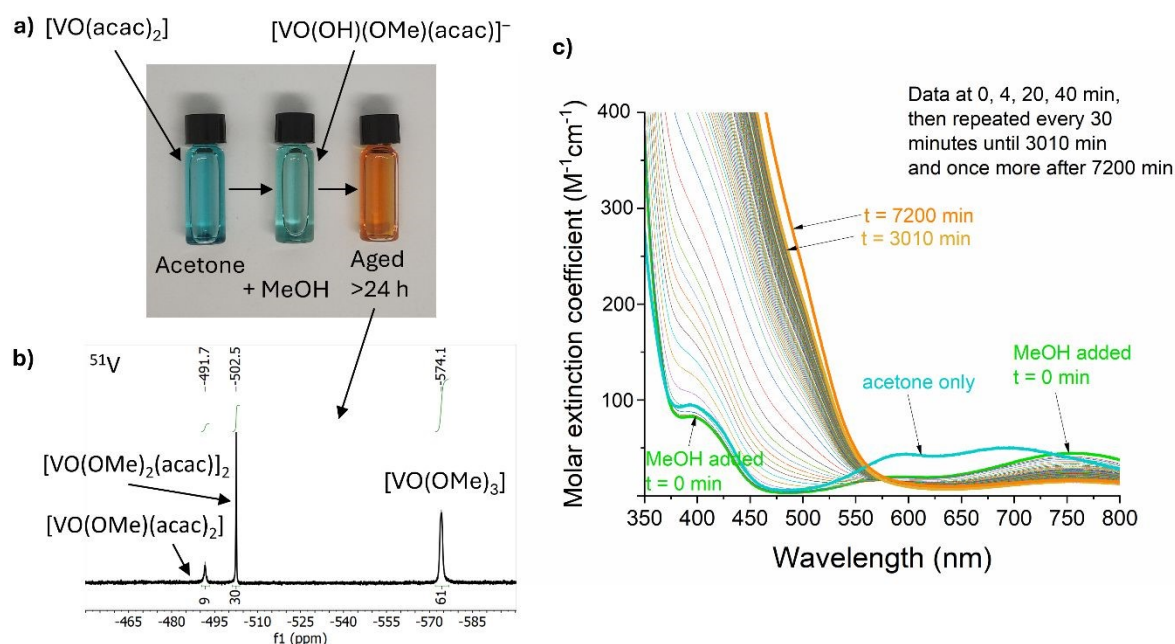 a)
[VO(acac)₂]
[VO(OH)(OMe)(acac)]⁻
Acetone
+ MeOH
Aged
>24 h
b)
⁵¹V
-491.7
-502.5
-574.1
[VO(OMe)₂(acac)]₂
[VO(OMe)(acac)₂]
[VO(OMe)₃]
9
30
61
-465
-495
-510
-525
-540
-555
-570
-585
f1 (ppm)
c)
Data at 0, 4, 20, 40 min,
then repeated every 30
minutes until 3010 min
and once more after 7200 min
t = 7200 min
t = 3010 min
MeOH added
t = 0 min
acetone only
MeOH added
t = 0 min
Molar extinction coefficient (M⁻¹cm⁻¹)
400
300
200
100
350
400
450
500
550
600
650
700
750
800
Wavelength (nm)